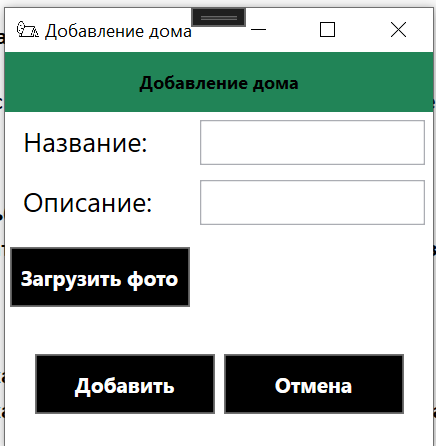 Добавление дома
Добавление дома
Название:
Описание:
Загрузить фото
Добавить
Отмена